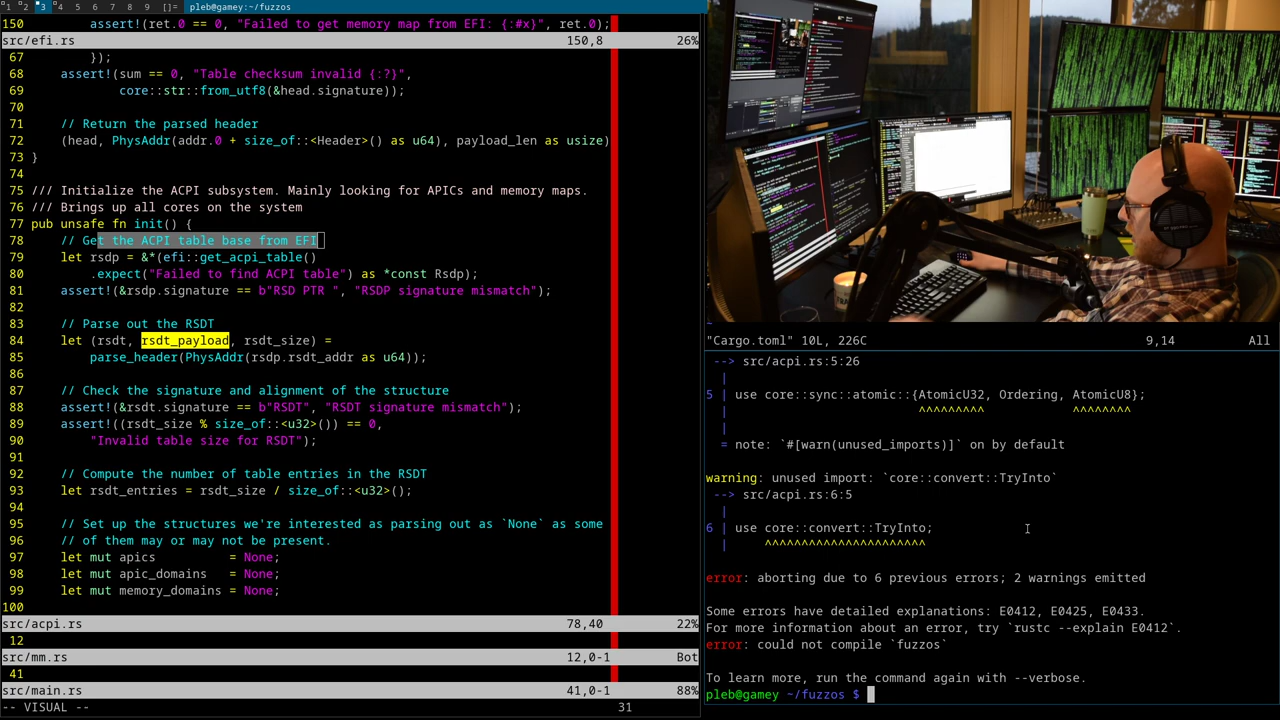 1 2 3 4 5 6 7 8 9 []= pleb@gamey:~/fuzzos
150 assert!(ret.0 == 0, "Failed to get memory map from EFI: {:#x}", ret.0);
src/efi.rs 150,8 26%
67 });
68 assert!(sum == 0, "Table checksum invalid {:?}",
69 core::str::from_utf8(&head.signature));
70
71 // Return the parsed header
72 (head, PhysAddr(addr.0 + size_of::<Header>() as u64), payload_len as usize)
73 }
74
75 /// Initialize the ACPI subsystem. Mainly looking for APICs and memory maps.
76 /// Brings up all cores on the system
77 pub unsafe fn init() {
78 // Get the ACPI table base from EFI
79 let rsdp = &*(efi::get_acpi_table()
80 .expect("Failed to find ACPI table") as *const Rsdp);
81 assert!(&rsdp.signature == b"RSD PTR ", "RSDP signature mismatch");
82
83 // Parse out the RSDT
84 let (rsdt, rsdt_payload, rsdt_size) =
85 parse_header(PhysAddr(rsdp.rsdt_addr as u64));
86
87 // Check the signature and alignment of the structure
88 assert!(&rsdt.signature == b"RSDT", "RSDT signature mismatch");
89 assert!((rsdt_size % size_of::<u32>()) == 0,
90 "Invalid table size for RSDT");
91
92 // Compute the number of table entries in the RSDT
93 let rsdt_entries = rsdt_size / size_of::<u32>();
94
95 // Set up the structures we're interested as parsing out as `None` as some
96 // of them may or may not be present.
97 let mut apics = None;
98 let mut apic_domains = None;
99 let mut memory_domains = None;
100
src/acpi.rs 78,40 22%
12
src/mm.rs 12,0-1 Bot
41
src/main.rs 41,0-1 88%
-- VISUAL -- 31
"Cargo.toml" 10L, 226C 9,14 All
--> src/acpi.rs:5:26
|
5 | use core::sync::atomic::{AtomicU32, Ordering, AtomicU8};
| ^^^^^^^^^ ^^^^^^^^
|
= note: `#[warn(unused_imports)]` on by default
warning: unused import: `core::convert::TryInto`
--> src/acpi.rs:6:5
|
6 | use core::convert::TryInto;
| ^^^^^^^^^^^^^^^^^^^^^^
error: aborting due to 6 previous errors; 2 warnings emitted
Some errors have detailed explanations: E0412, E0425, E0433.
For more information about an error, try `rustc --explain E0412`.
error: could not compile `fuzzos`
To learn more, run the command again with --verbose.
pleb@gamey ~/fuzzos $